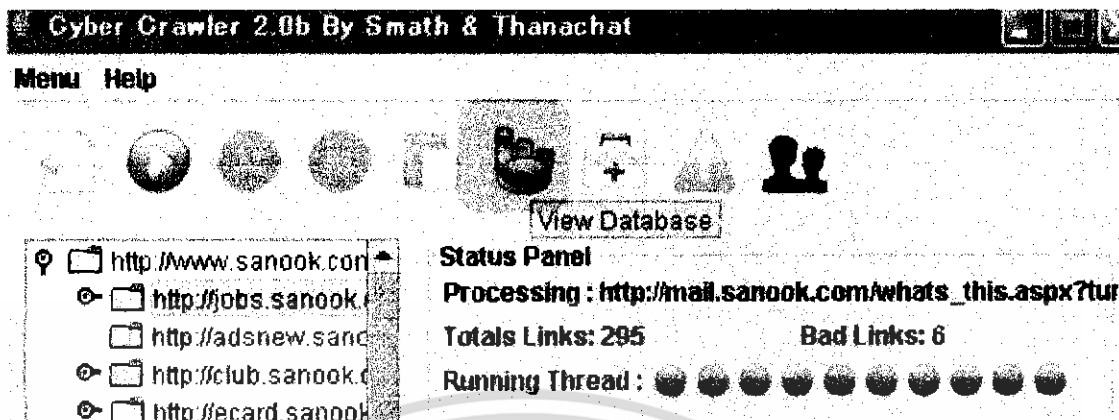 Cyber Crawler 2.0b By Smath & Thanachat
Menu Help
View Database
http://www.sanook.con
http://jobs.sanook.
http://adsnew.sano
http://club.sanook.c
http://ecard.sanook
Status Panel
Processing : http://mail.sanook.com/whats_this.aspx?tur
Totals Links: 295 Bad Links: 6
Running Thread :